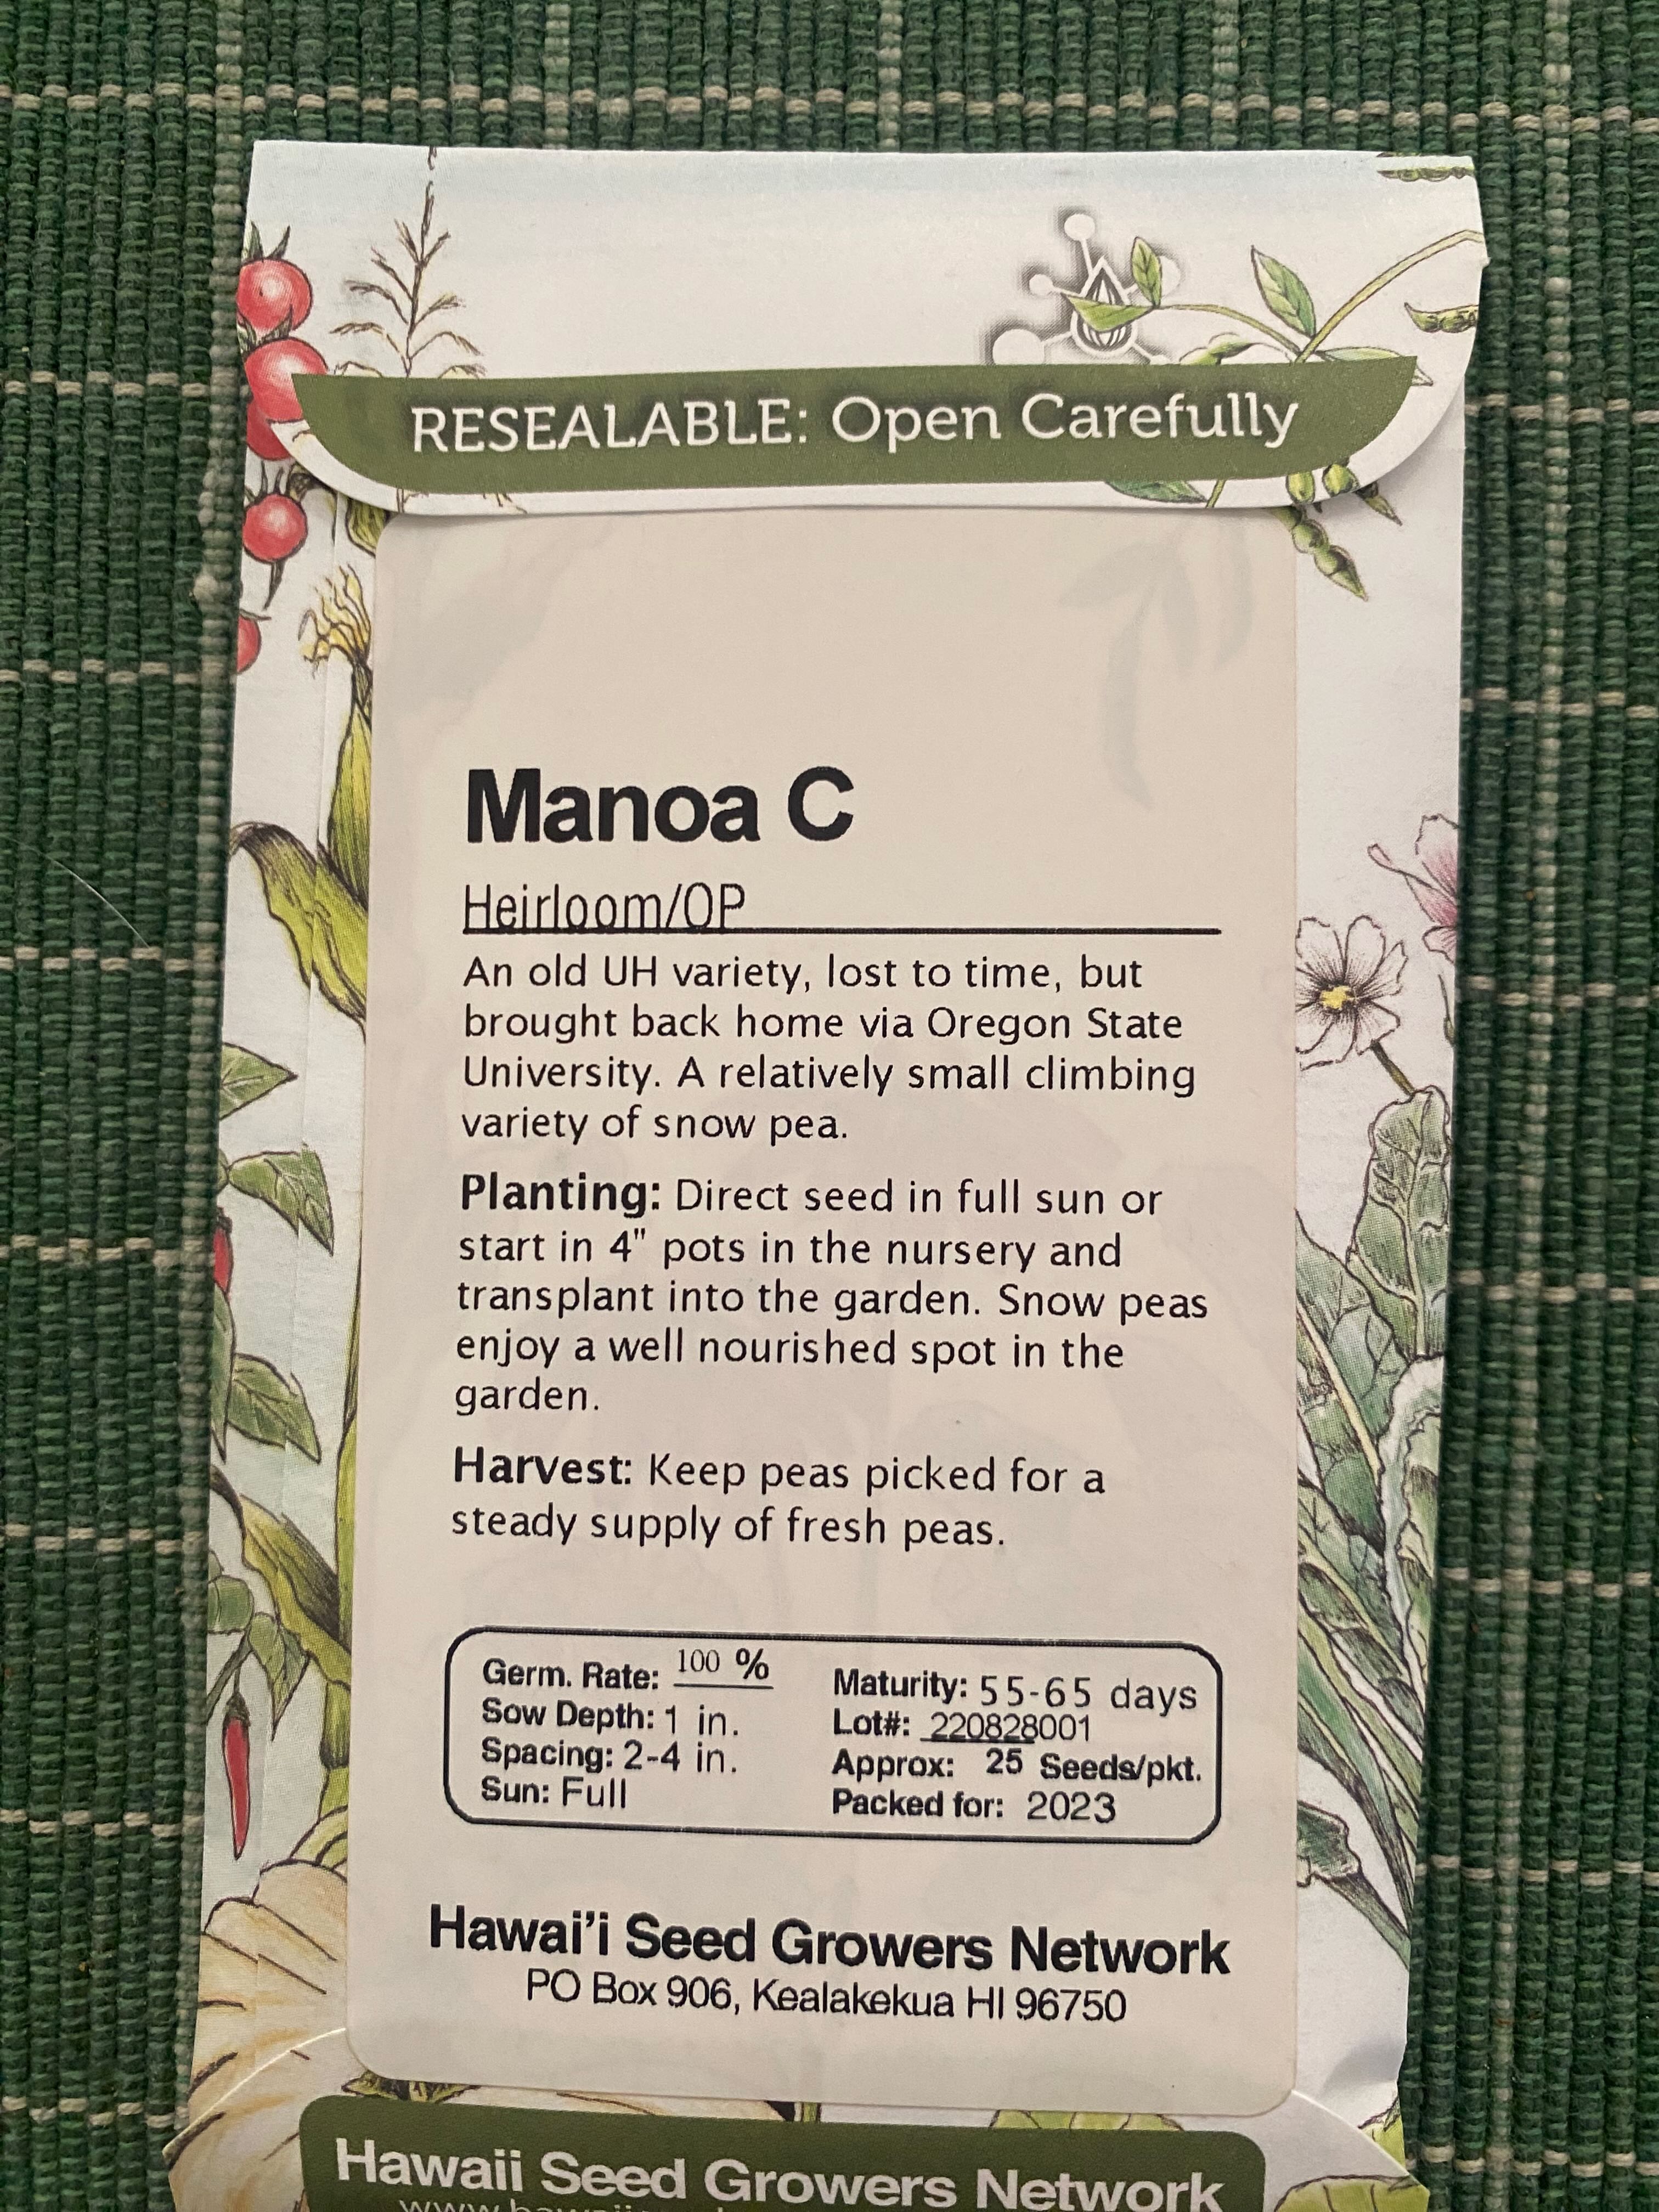 RESEALABLE: Open Carefully
Manoa C
Heirloom/OP
An old UH variety, lost to time, but
brought back home via Oregon State
University. A relatively small climbing
variety of snow pea.
Planting: Direct seed in full sun or
start in 4" pots in the nursery and
transplant into the garden. Snow peas
enjoy a well nourished spot in the
garden.
Harvest: Keep peas picked for a
steady supply of fresh peas.
Germ. Rate: 100 %
Sow Depth: 1 in.
Spacing: 2-4 in.
Sun: Full
Maturity: 55-65 days
Lot#: 220828001
Approx: 25 Seeds/pkt.
Packed for: 2023
Hawai'i Seed Growers Network
PO Box 906, Kealakekua HI 96750
Hawaii Seed Growers Network